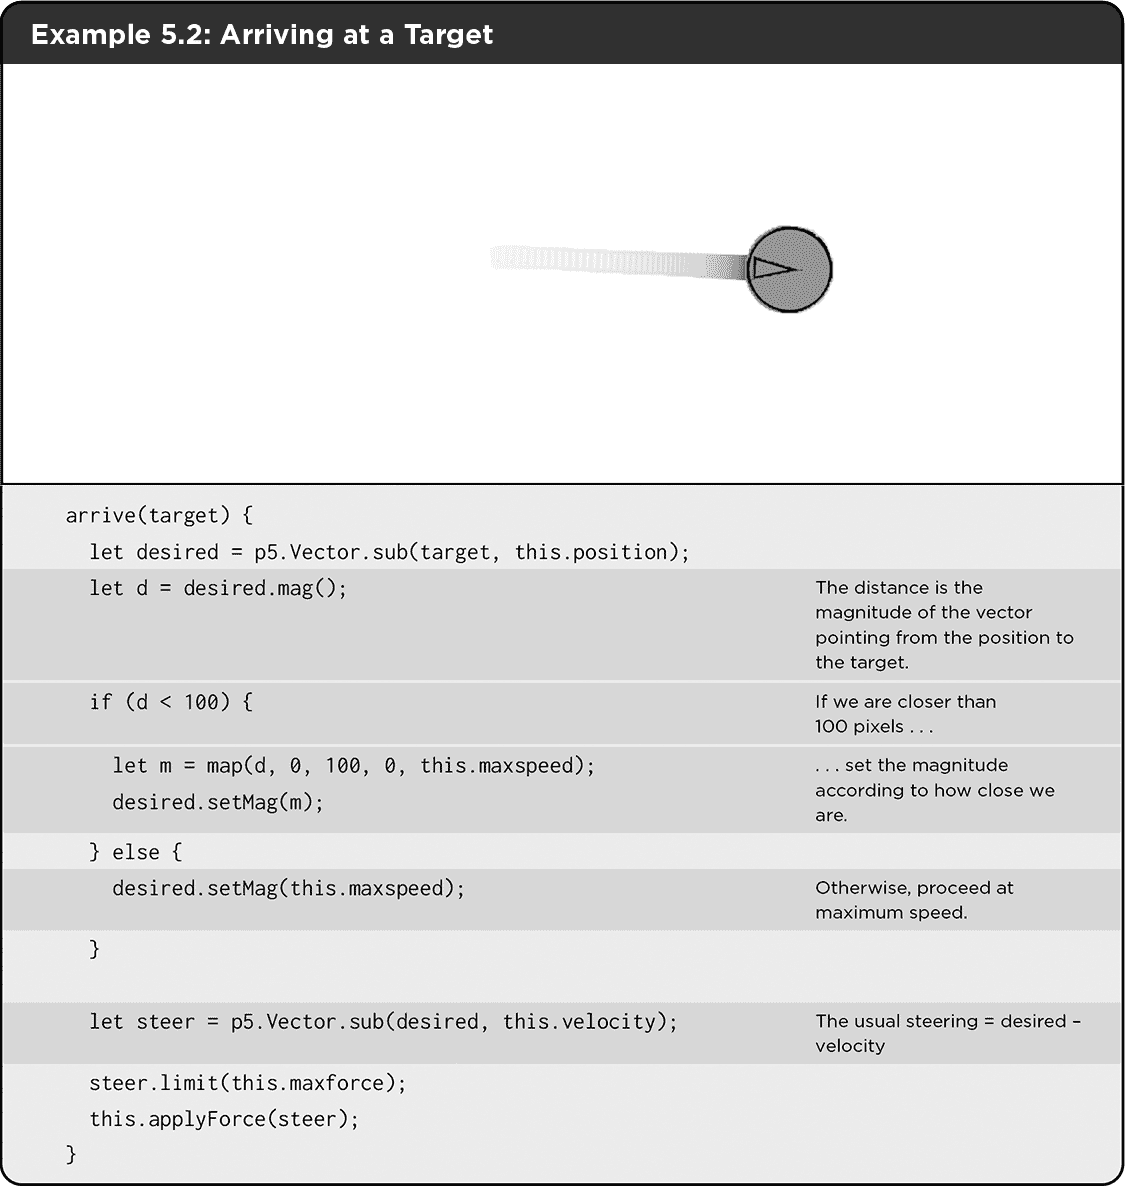 Example 5.2: Arriving at a Target
arrive(target) {
let desired = p5.Vector.sub(target, this.position);
let d = desired.mag();
The distance is the
magnitude of the vector
pointing from the position to
the target.
if (d < 100) {
If we are closer than
100 pixels . . .
let m = map(d, 0, 100, 0, this.maxspeed);
desired.setMag(m);
. . . set the magnitude
according to how close we
are.
} else {
desired.setMag(this.maxspeed);
Otherwise, proceed at
maximum speed.
}
let steer = p5.Vector.sub(desired, this.velocity);
The usual steering = desired –
velocity
steer.limit(this.maxforce);
this.applyForce(steer);
}